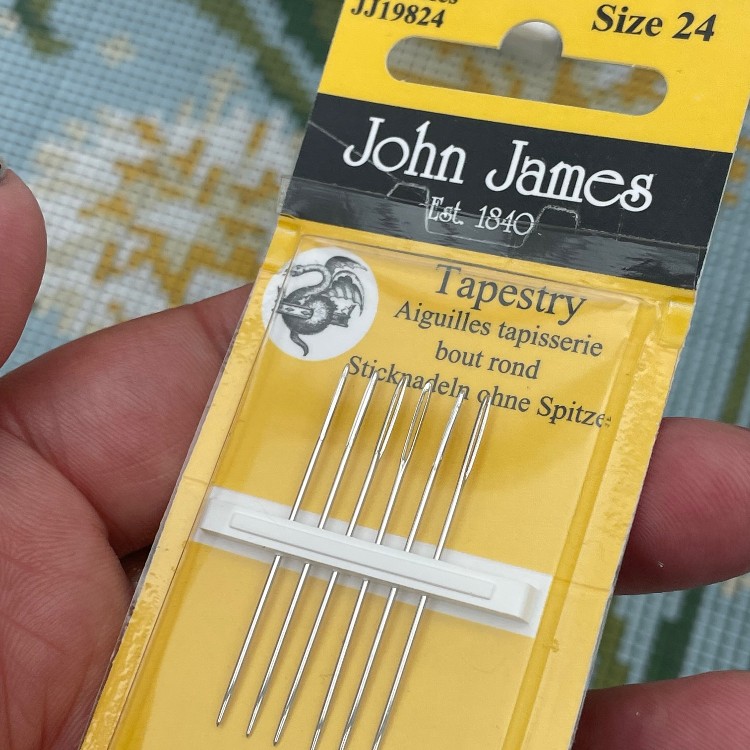 JJ19824
Size 24
John James
Est. 1840
Tapestry
Aiguilles tapisserie
bout rond
Sticknadeln ohne Spitze